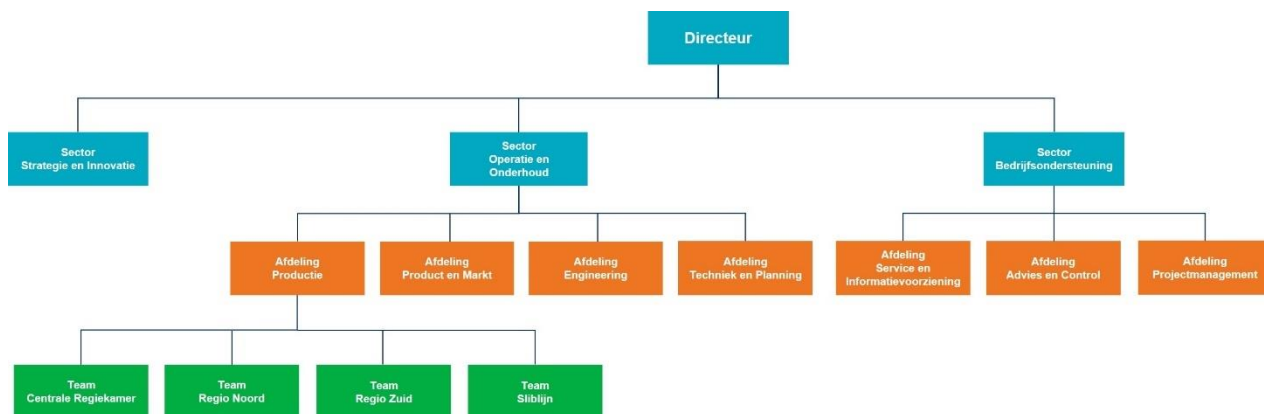 Directeur
Sector
Strategie en Innovatie
Sector
Operatie en
Onderhoud
Sector
Bedrijfsondersteuning
Afdeling
Productie
Afdeling
Product en Markt
Afdeling
Engineering
Afdeling
Techniek en Planning
Afdeling
Service en
Informatievoorziening
Afdeling
Advies en Control
Afdeling
Projectmanagement
Team
Centrale Regiekamer
Team
Regio Noord
Team
Regio Zuid
Team
Sliblijn